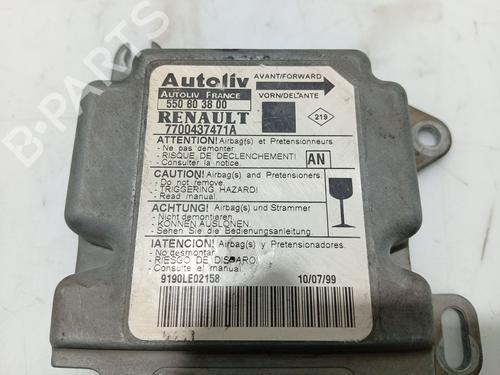 Autoliv
AVANT/FORWARD
AUTOLIV FRANCE
VORN/DELANTE
550 80 38 00
RENAULT
219
7700437471A
ATTENTION! Airbag(s) et Pretensionneurs.
- Ne pas demonter.
- RISQUE DE DECLENCHEMENT!
- Consulter la notice.
AN
CAUTION! Airbag(s) and Pretensioners.
- Do not remove.
- TRIGGERING HAZARD!
- Read manual.
ACHTUNG! Airbag(s) und Strammer
- Nicht demontieren.
- KÖNNEN AUSLÖSEN.
- Sehen Sie die Bedienungsanleitung.
¡ATENCION! Airbag(s) y Pretensionadores.
- No desmontar.
- RIESGO DE DISPARO
- Consulte el manual.
9190LE02158
10/07/99
B-PARTS